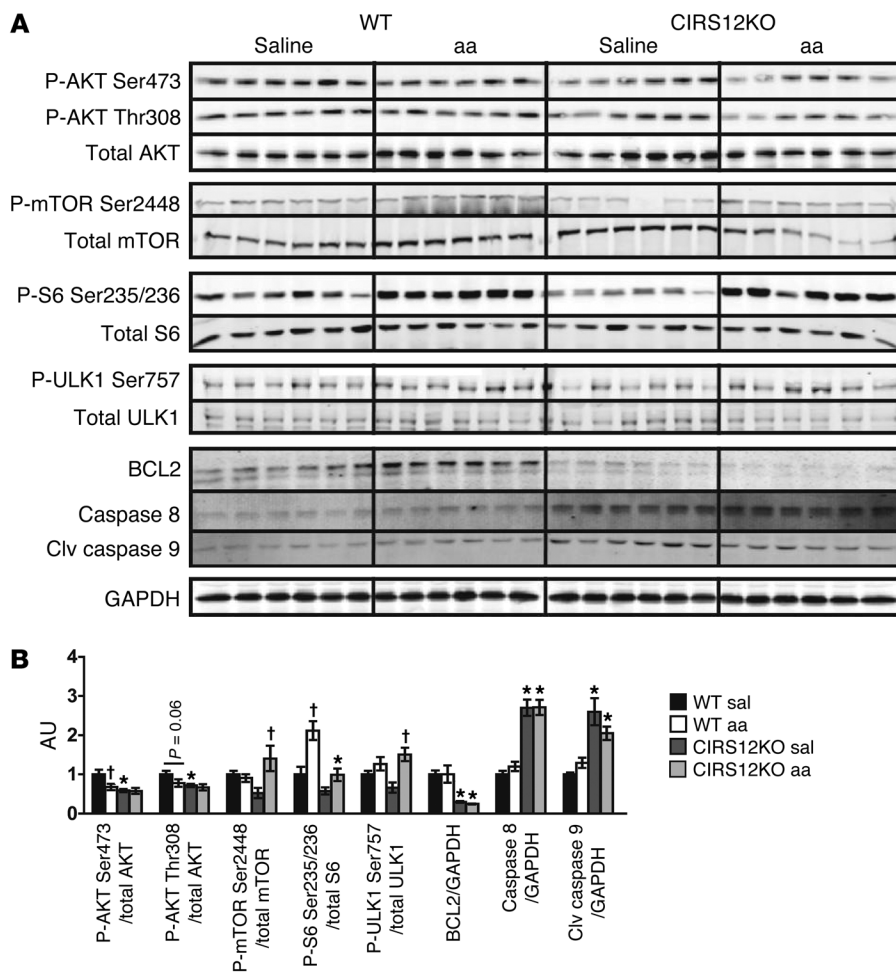 A
WT
CIRS12KO
Saline
aa
Saline
aa
P-AKT Ser473
P-AKT Thr308
Total AKT
P-mTOR Ser2448
Total mTOR
P-S6 Ser235/236
Total S6
P-ULK1 Ser757
Total ULK1
BCL2
Caspase 8
Clv caspase 9
GAPDH
B
AU
4
3
2
1
0
†
*
P = 0.06
*
†
†
*
†
*
*
*
*
*
*
WT sal
WT aa
CIRS12KO sal
CIRS12KO aa
P-AKT Ser473
/total AKT
P-AKT Thr308
/total AKT
P-mTOR Ser2448
/total mTOR
P-S6 Ser235/236
/total S6
P-ULK1 Ser757
/total ULK1
BCL2/GAPDH
Caspase 8
/GAPDH
Clv caspase 9
/GAPDH